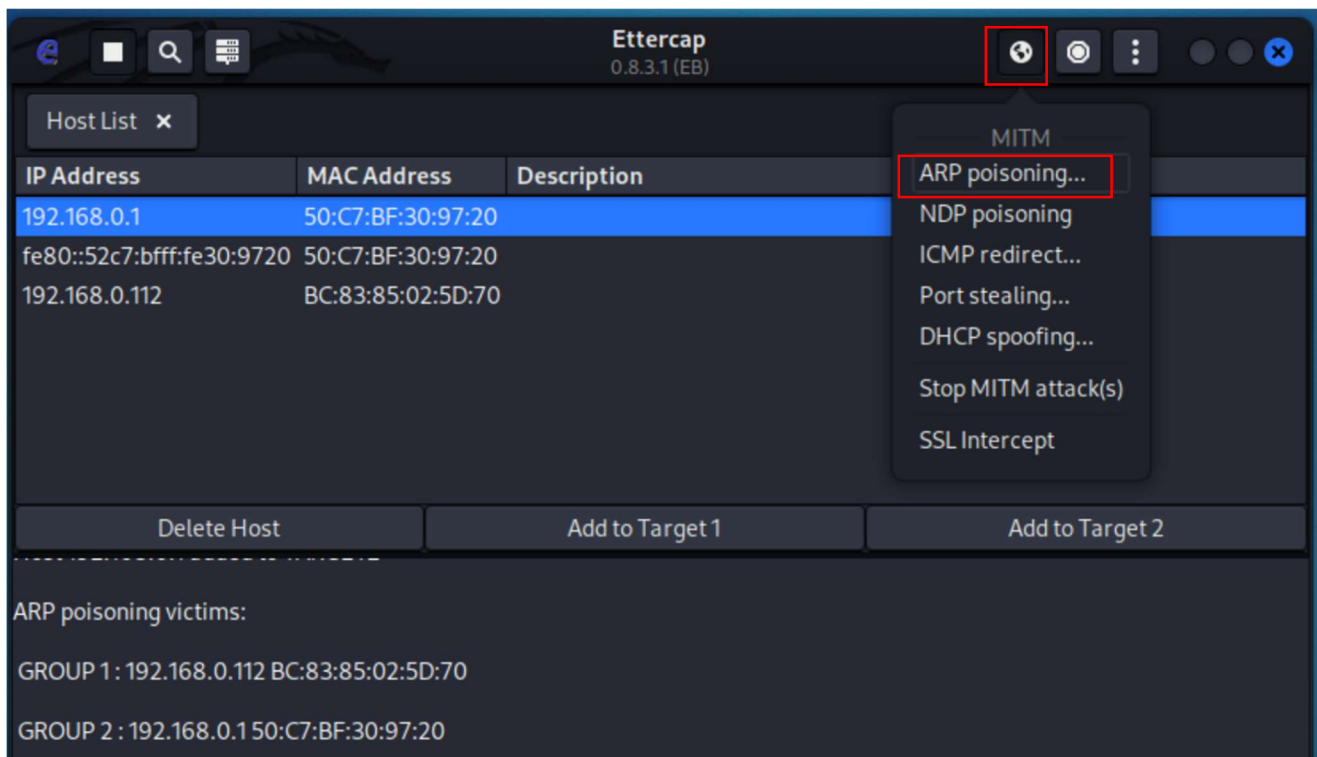 Ettercap
0.8.3.1 (EB)
Host List ×
MITM
IP Address MAC Address Description
ARP poisoning...
192.168.0.1 50:C7:BF:30:97:20
NDP poisoning
fe80::52c7:bfff:fe30:9720 50:C7:BF:30:97:20
ICMP redirect...
192.168.0.112 BC:83:85:02:5D:70
Port stealing...
DHCP spoofing...
Stop MITM attack(s)
SSL Intercept
Delete Host Add to Target 1 Add to Target 2
ARP poisoning victims:
GROUP 1 : 192.168.0.112 BC:83:85:02:5D:70
GROUP 2 : 192.168.0.1 50:C7:BF:30:97:20